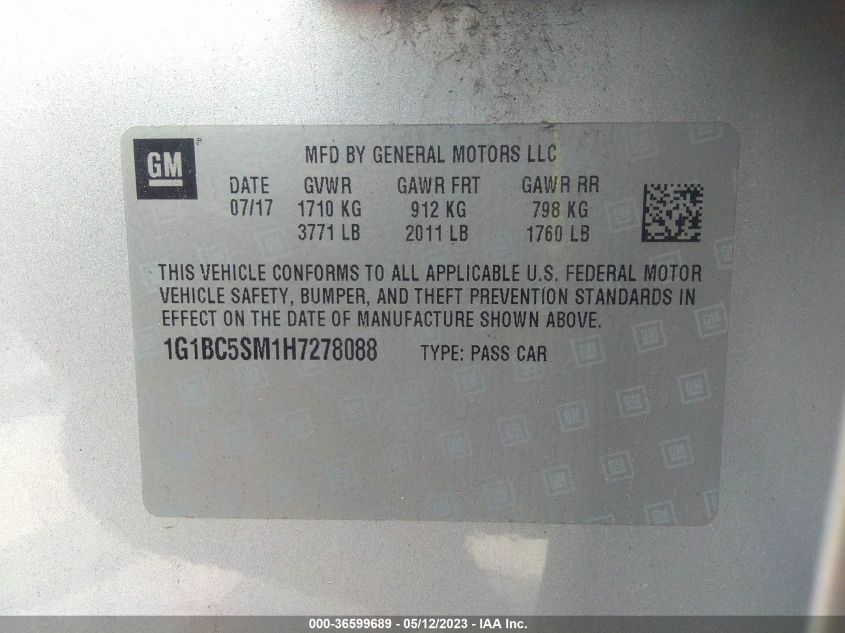 GM
MFD BY GENERAL MOTORS LLC
DATE GVWR GAWR FRT GAWR RR
07/17 1710 KG 912 KG 798 KG
3771 LB 2011 LB 1760 LB
THIS VEHICLE CONFORMS TO ALL APPLICABLE U.S. FEDERAL MOTOR
VEHICLE SAFETY, BUMPER, AND THEFT PREVENTION STANDARDS IN
EFFECT ON THE DATE OF MANUFACTURE SHOWN ABOVE.
1G1BC5SM1H7278088 TYPE: PASS CAR
000-36599689 - 05/12/2023 - IAA Inc.